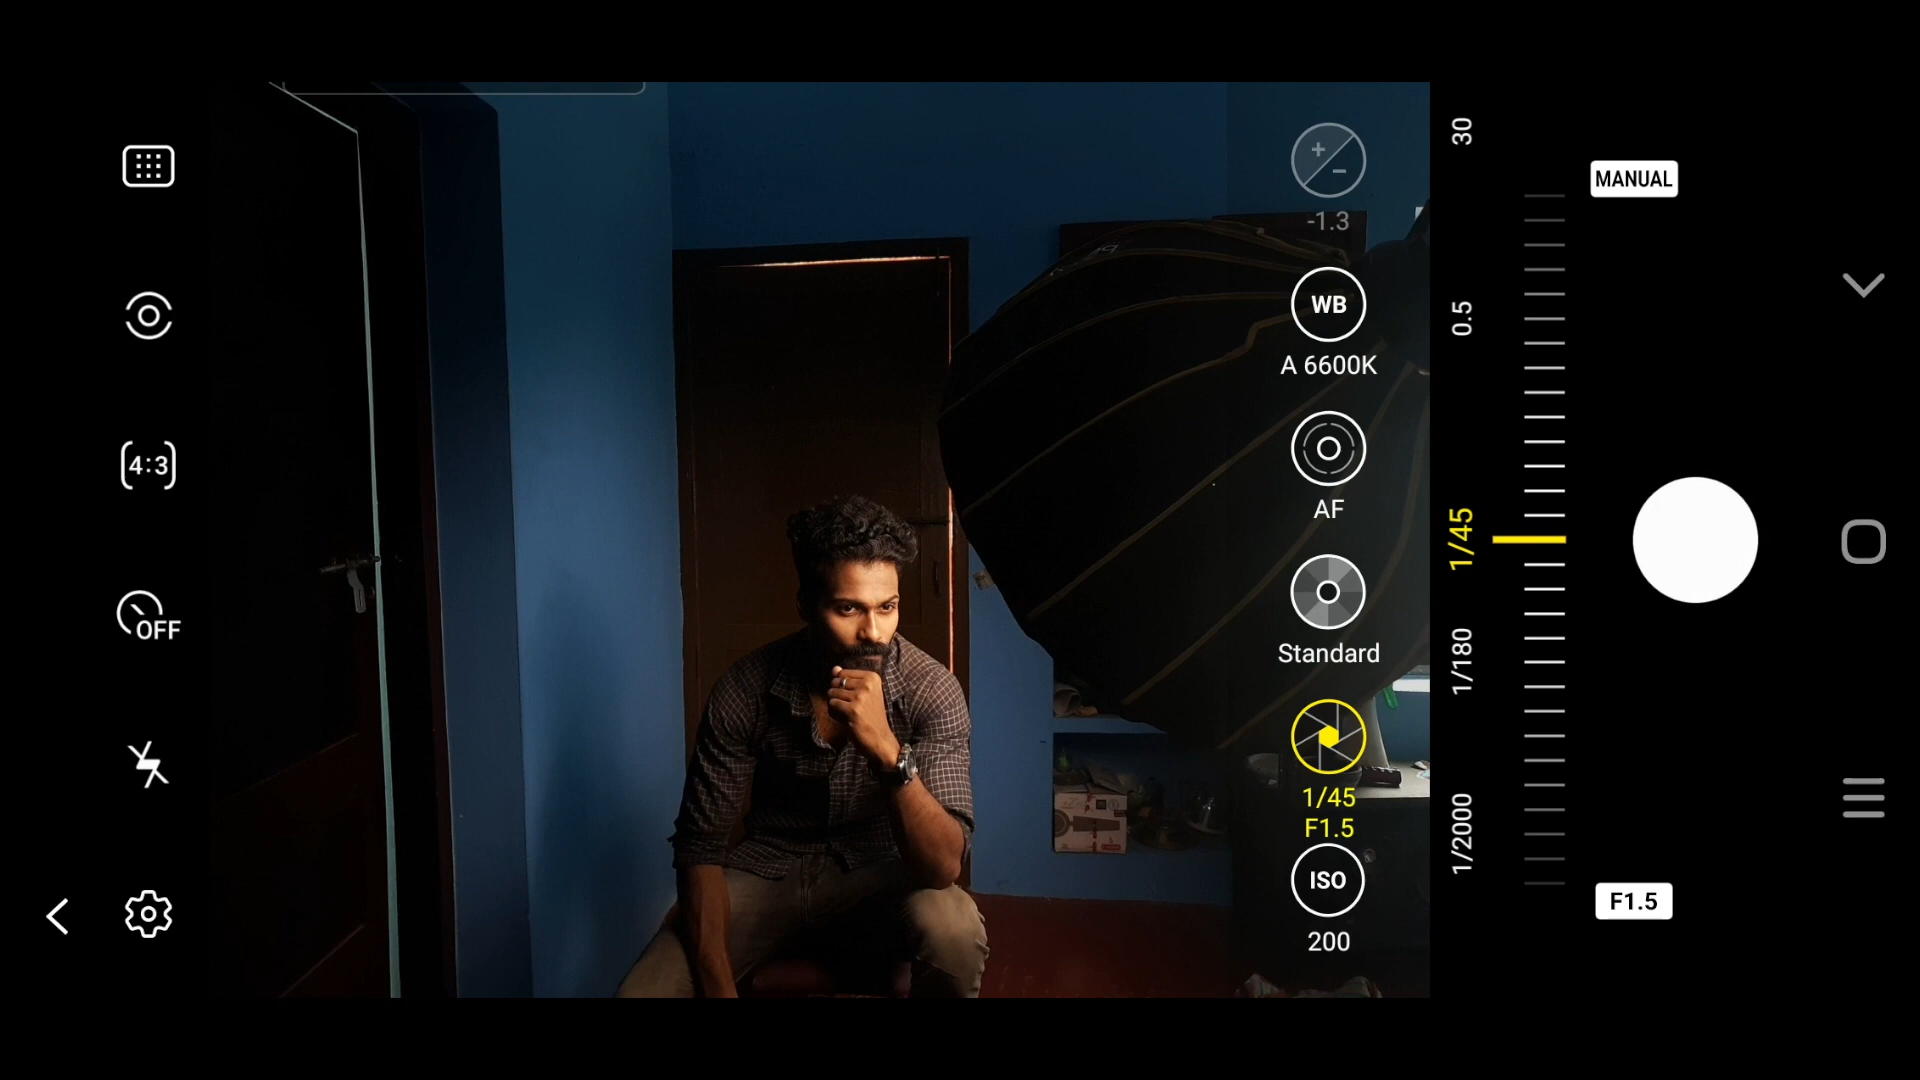 4:3
OFF
-1.3
WB
A 6600K
AF
Standard
1/45
F1.5
ISO
200
30
0.5
1/45
1/180
1/2000
MANUAL
F1.5